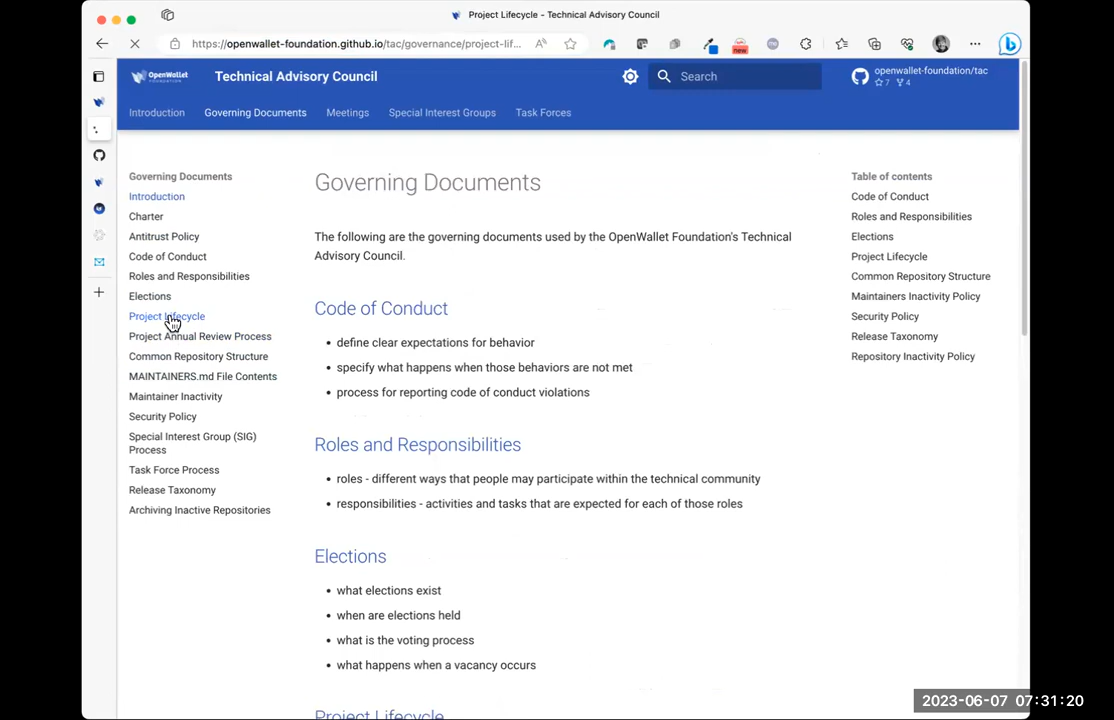 Project Lifecycle - Technical Advisory Council
https://openwallet-foundation.github.io/tac/governance/project-lif...
new
OpenWallet
FOUNDATION
Technical Advisory Council
Search
openwallet-foundation/tac
7 4
Introduction
Governing Documents
Meetings
Special Interest Groups
Task Forces
Governing Documents
Introduction
Charter
Antitrust Policy
Code of Conduct
Roles and Responsibilities
Elections
Project Lifecycle
Project Annual Review Process
Common Repository Structure
MAINTAINERS.md File Contents
Maintainer Inactivity
Security Policy
Special Interest Group (SIG)
Process
Task Force Process
Release Taxonomy
Archiving Inactive Repositories
Governing Documents
The following are the governing documents used by the OpenWallet Foundation's Technical
Advisory Council.
Code of Conduct
• define clear expectations for behavior
• specify what happens when those behaviors are not met
• process for reporting code of conduct violations
Roles and Responsibilities
• roles - different ways that people may participate within the technical community
• responsibilities - activities and tasks that are expected for each of those roles
Elections
• what elections exist
• when are elections held
• what is the voting process
• what happens when a vacancy occurs
Project Lifecycle
Table of contents
Code of Conduct
Roles and Responsibilities
Elections
Project Lifecycle
Common Repository Structure
Maintainers Inactivity Policy
Security Policy
Release Taxonomy
Repository Inactivity Policy
2023-06-07 07:31:20